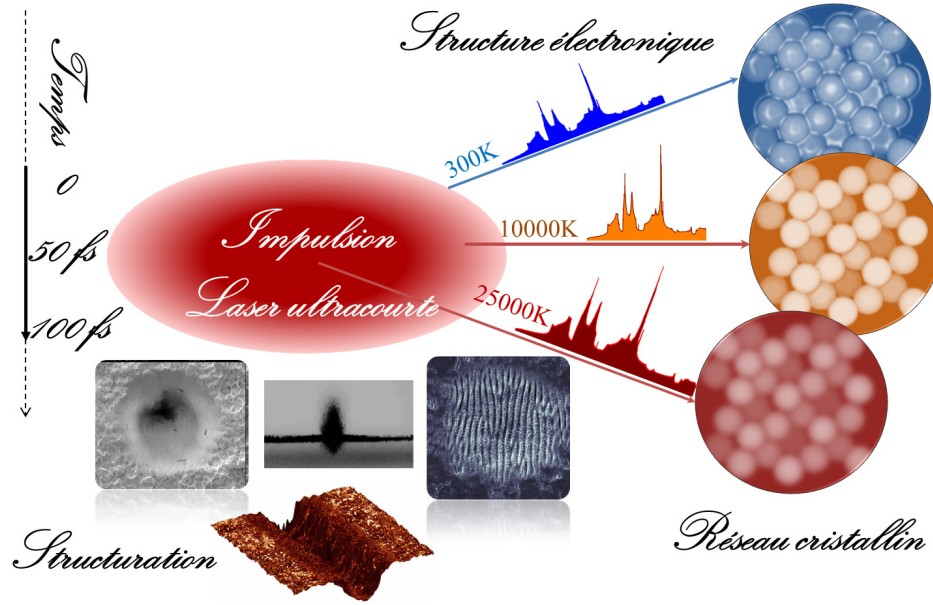 Structure électronique
Temps
0
50 fs
100 fs
300K
10000K
25000K
Impulsion
Laser ultracourte
Structuration
Réseau cristallin